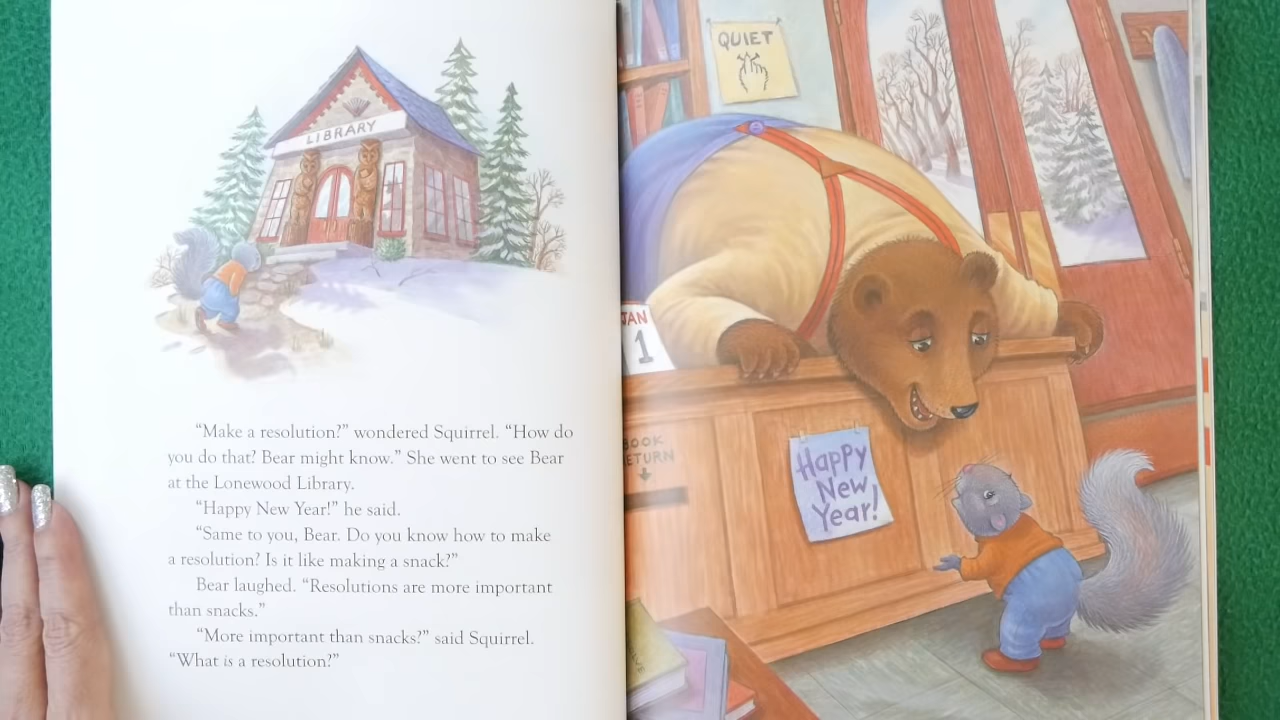 LIBRARY
“Make a resolution?” wondered Squirrel. “How do
you do that? Bear might know.” She went to see Bear
at the Lonewood Library.
“Happy New Year!” he said.
“Same to you, Bear. Do you know how to make
a resolution? Is it like making a snack?”
Bear laughed. “Resolutions are more important
than snacks.”
“More important than snacks?” said Squirrel.
“What is a resolution?”
QUIET
JAN
1
BOOK
ETURN
Happy
New
Year!